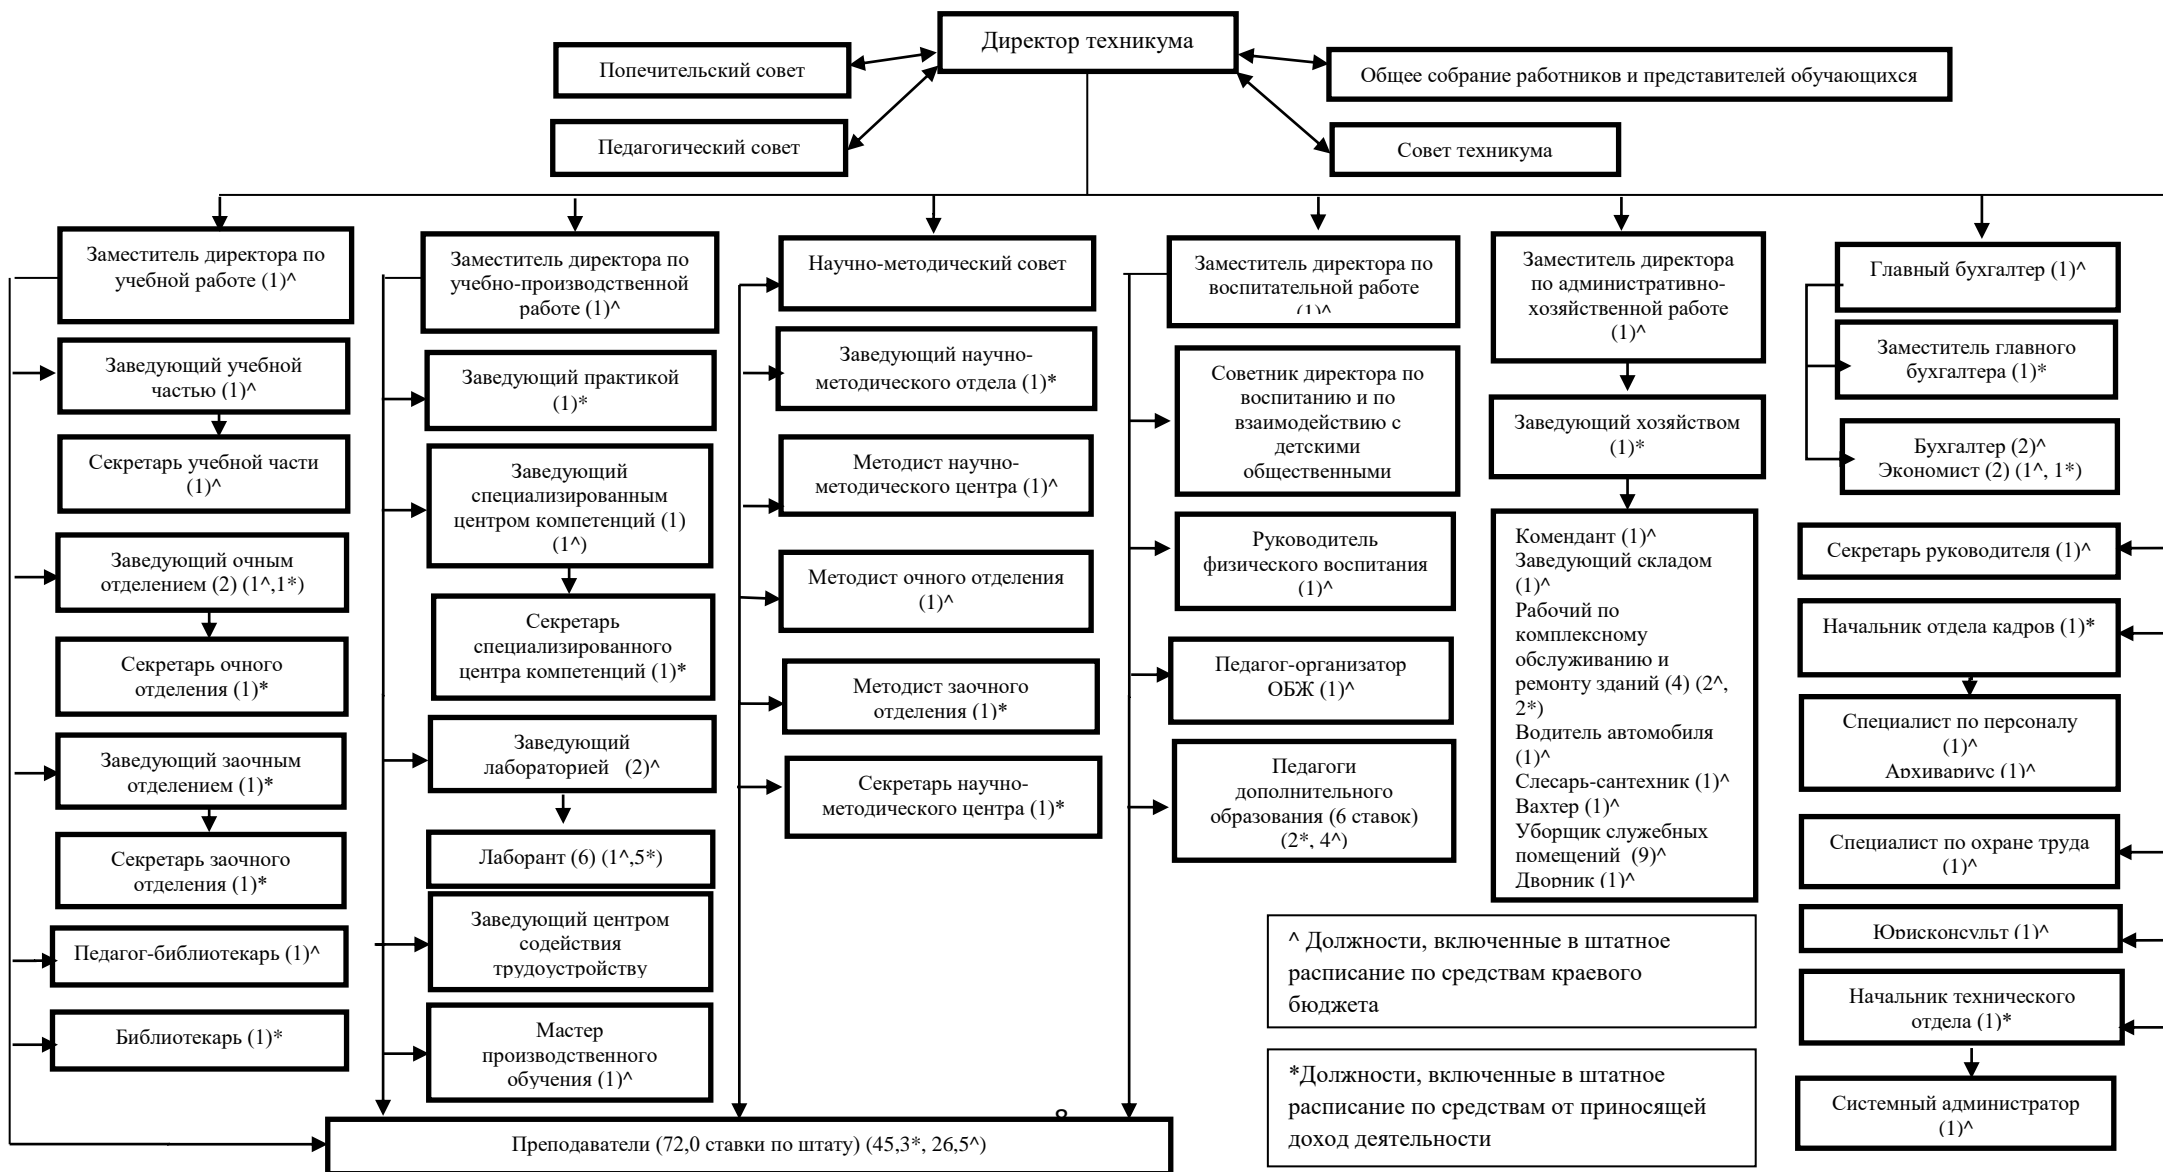 Директор техникума
Попечительский совет
Общее собрание работников и представителей обучающихся
Педагогический совет
Совет техникума
Заместитель директора по
учебной работе (1)^
Заведующий учебной
частью (1)^
Секретарь учебной части
(1)^
Заведующий очным
отделением (2) (1^,1*)
Секретарь очного
отделения (1)*
Заведующий заочным
отделением (1)*
Секретарь заочного
отделения (1)*
Педагог-библиотекарь (1)^
Библиотекарь (1)*
Заместитель директора по
учебно-производственной
работе (1)^
Заведующий практикой
(1)*
Заведующий
специализированным
центром компетенций (1)
(1^)
Секретарь
специализированного
центра компетенций (1)*
Заведующий
лабораторией (2)^
Лаборант (6) (1^,5*)
Заведующий центром
содействия
трудоустройству
Мастер
производственного
обучения (1)^
Научно-методический совет
Заведующий научно-
методического отдела (1)*
Методист научно-
методического центра (1)^
Методист очного отделения
(1)^
Методист заочного
отделения (1)*
Секретарь научно-
методического центра (1)*
Заместитель директора по
воспитательной работе
(1)^
Советник директора по
воспитанию и по
взаимодействию с
детскими
общественными
Руководитель
физического воспитания
(1)^
Педагог-организатор
ОБЖ (1)^
Педагоги
дополнительного
образования (6 ставок)
(2*, 4^)
Заместитель директора
по административно-
хозяйственной работе
(1)^
Заведующий хозяйством
(1)*
Комендант (1)^
Заведующий складом
(1)^
Рабочий по
комплексному
обслуживанию и
ремонту зданий (4) (2^,
2*)
Водитель автомобиля
(1)^
Слесарь-сантехник (1)^
Вахтер (1)^
Уборщик служебных
помещений (9)^
Дворник (1)^
Главный бухгалтер (1)^
Заместитель главного
бухгалтера (1)*
Бухгалтер (2)^
Экономист (2) (1^, 1*)
Секретарь руководителя (1)^
Начальник отдела кадров (1)*
Специалист по персоналу
(1)^
Архивариус (1)^
Специалист по охране труда
(1)^
Юрисконсульт (1)^
Начальник технического
отдела (1)*
Системный администратор
(1)^
^ Должности, включенные в штатное
расписание по средствам краевого
бюджета
*Должности, включенные в штатное
расписание по средствам от приносящей
доход деятельности
Преподаватели (72,0 ставки по штату) (45,3*, 26,5^)